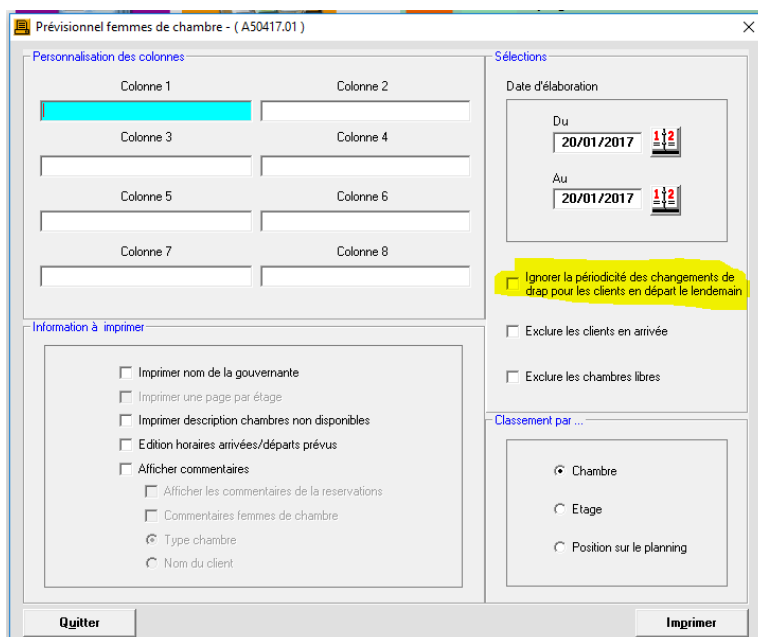 Prévisionnel femmes de chambre - ( A50417.01 )
Personnalisation des colonnes
Colonne 1
Colonne 2
Colonne 3
Colonne 4
Colonne 5
Colonne 6
Colonne 7
Colonne 8
Information à imprimer
Imprimer nom de la gouvernante
Imprimer une page par étage
Imprimer description chambres non disponibles
Edition horaires arrivées/départs prévus
Afficher commentaires
Afficher les commentaires de la reservations
Commentaires femmes de chambre
Type chambre
Nom du client
Sélections
Date d'élaboration
Du
20/01/2017
Au
20/01/2017
Ignorer la périodicité des changements de
drap pour les clients en départ le lendemain
Exclure les clients en arrivée
Exclure les chambres libres
Classement par ...
Chambre
Etage
Position sur le planning
Quitter
Imprimer